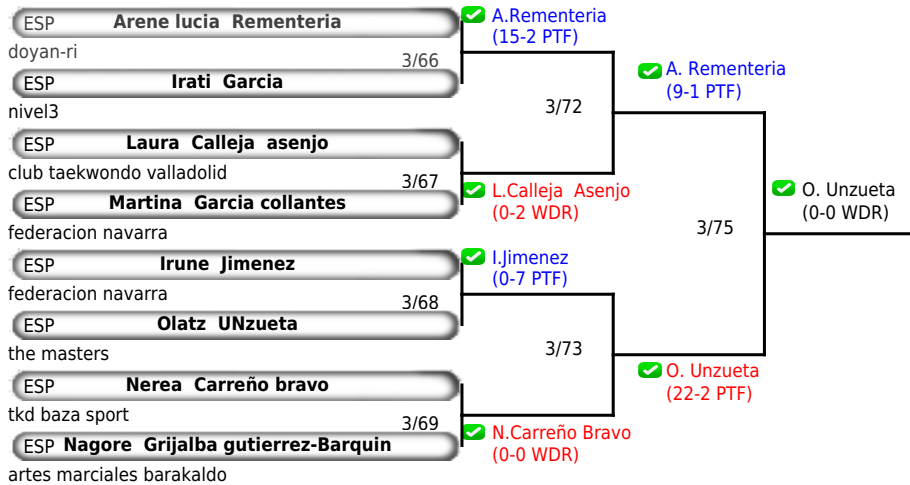 ESP Arene lucia Rementeria
doyan-ri
3/66
ESP Irati Garcia
nivel3
ESP Laura Calleja asenjo
club taekwondo valladolid
3/67
ESP Martina Garcia collantes
federacion navarra
ESP Irune Jimenez
federacion navarra
3/68
ESP Olatz UNzueta
the masters
ESP Nerea Carreño bravo
tkd baza sport
3/69
ESP Nagore Grijalba gutierrez-Barquin
artes marciales barakaldo
A.Rementeria
(15-2 PTF)
3/72
L.Calleja Asenjo
(0-2 WDR)
I.Jimenez
(0-7 PTF)
3/73
N.Carreño Bravo
(0-0 WDR)
A. Rementeria
(9-1 PTF)
3/75
O. Unzueta
(22-2 PTF)
O. Unzueta
(0-0 WDR)